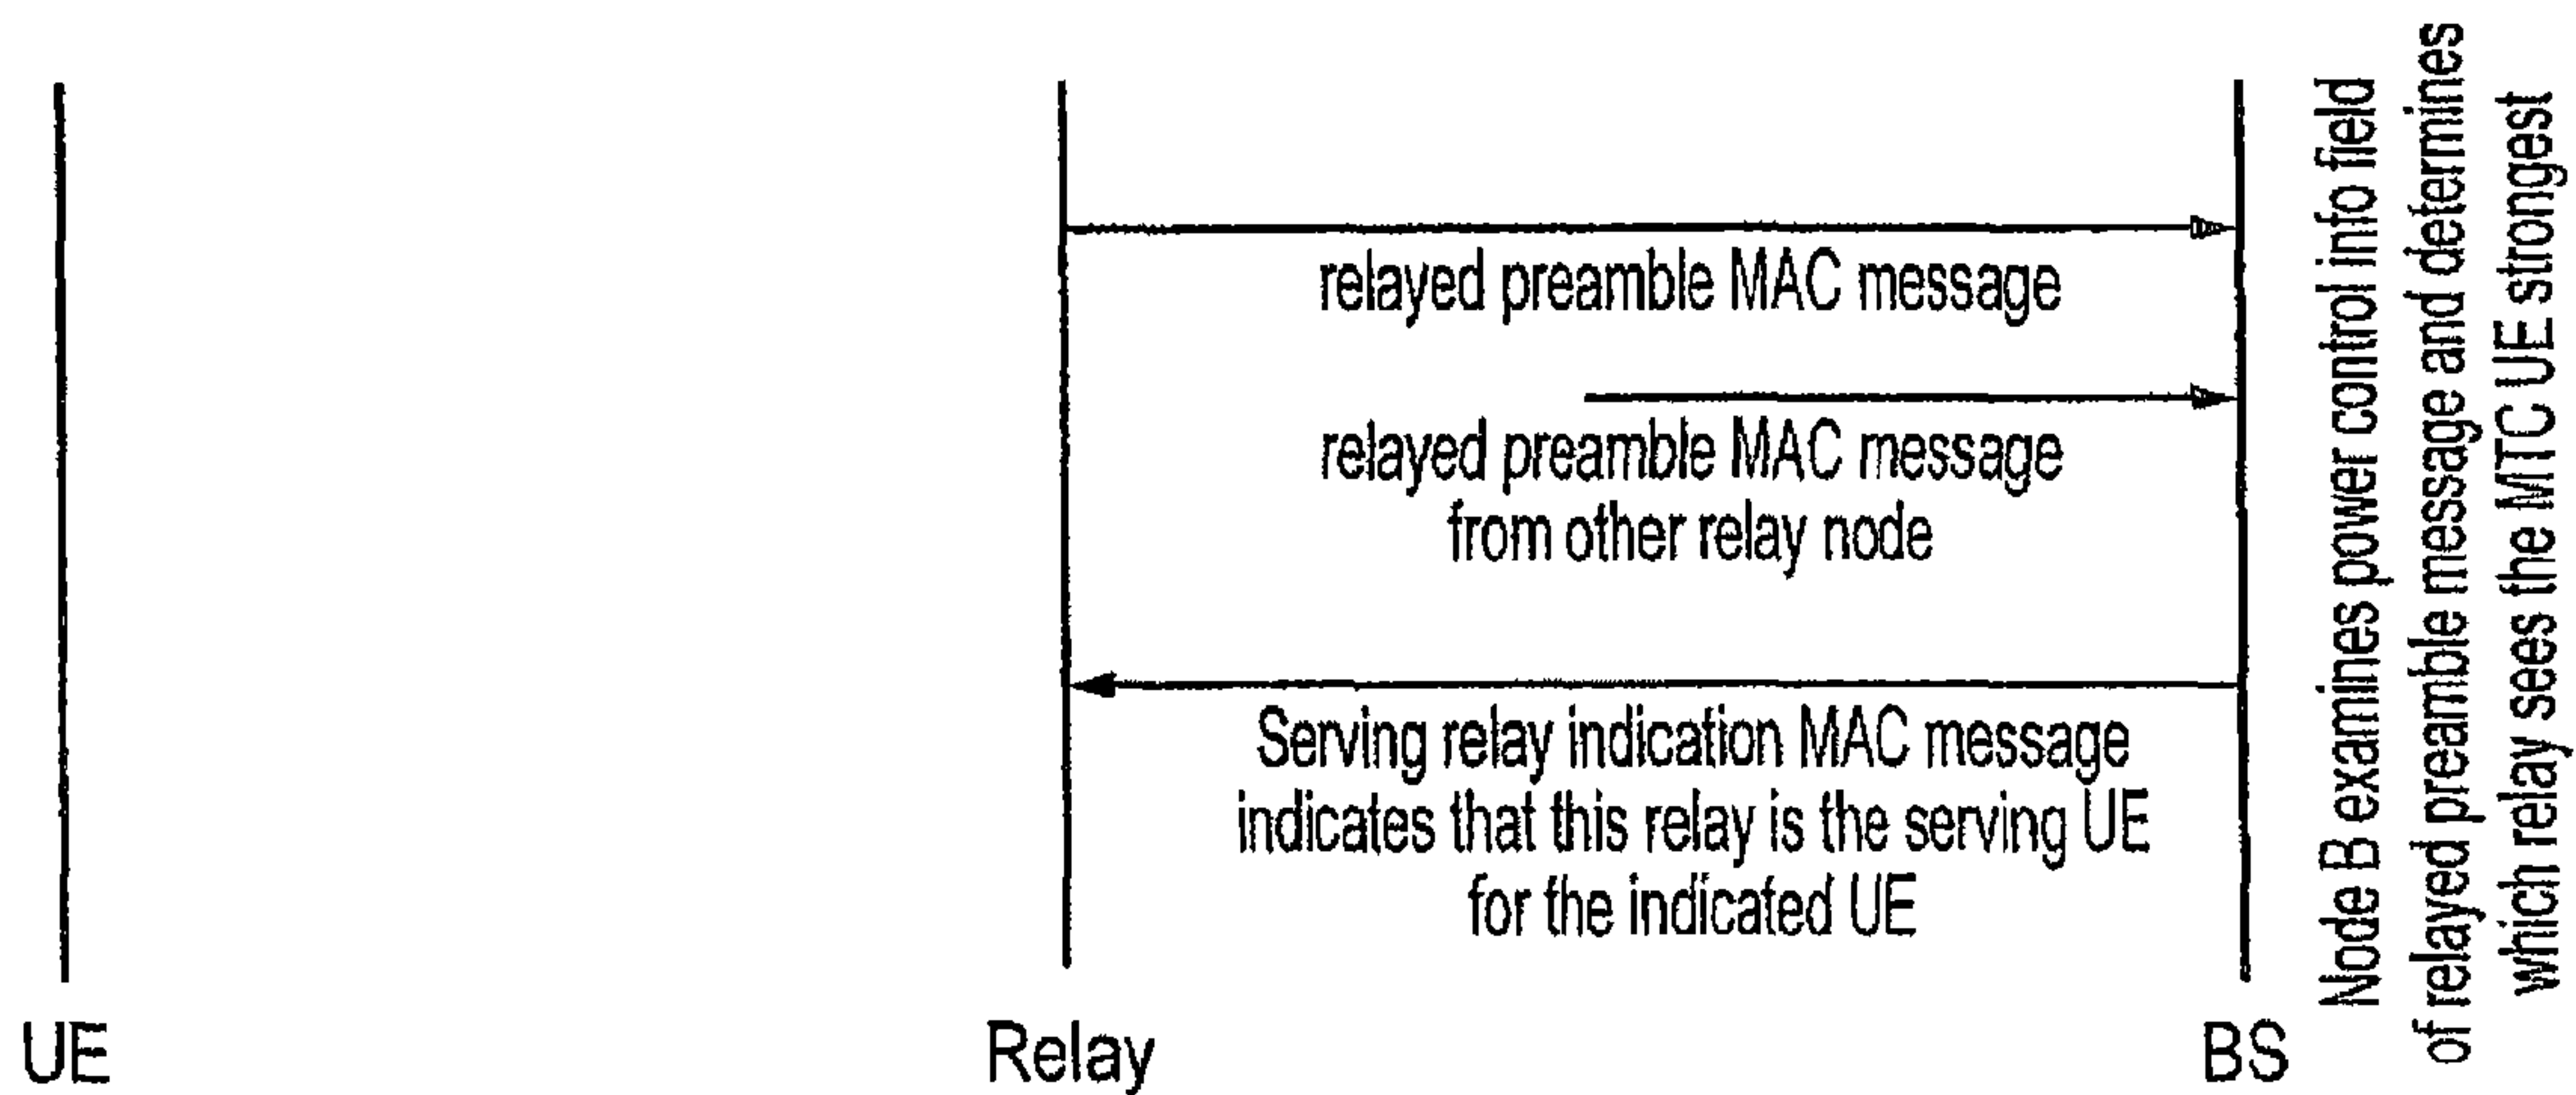 relayed preamble MAC message
relayed preamble MAC message
from other relay node
Serving relay indication MAC message
indicates that this relay is the serving UE
for the indicated UE
UE
Relay
BS
Node B examines power control info field
of relayed preamble message and determines
which relay sees the MTC UE strongest